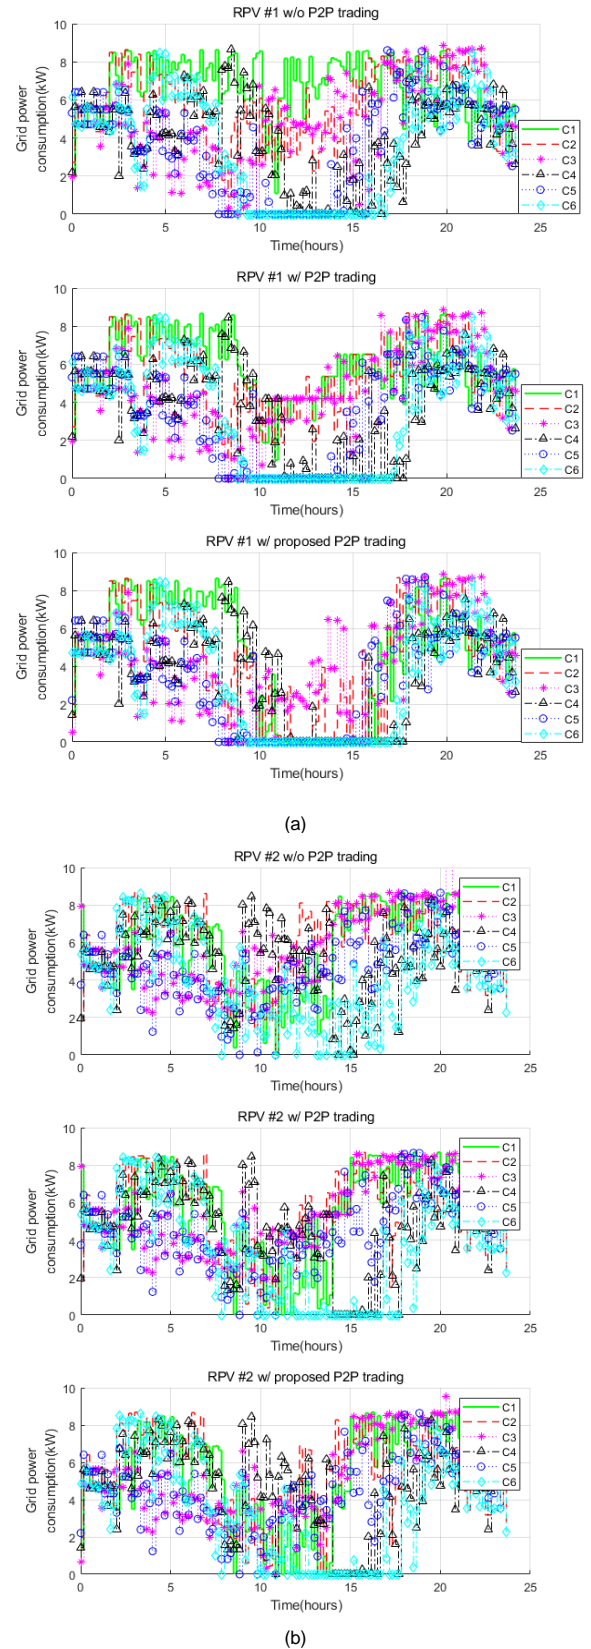 RPV #1 w/o P2P trading
10
8
6
4
2
0
Grid power
consumption(kW)
C1
C2
C3
C4
C5
C6
0
5
10
15
20
25
Time(hours)
RPV #1 w/ P2P trading
10
8
6
4
2
0
Grid power
consumption(kW)
C1
C2
C3
C4
C5
C6
0
5
10
15
20
25
Time(hours)
RPV #1 w/ proposed P2P trading
10
8
6
4
2
0
Grid power
consumption(kW)
C1
C2
C3
C4
C5
C6
0
5
10
15
20
25
Time(hours)
(a)
RPV #2 w/o P2P trading
10
8
6
4
2
0
Grid power
consumption(kW)
C1
C2
C3
C4
C5
C6
0
5
10
15
20
25
Time(hours)
RPV #2 w/ P2P trading
10
8
6
4
2
0
Grid power
consumption(kW)
C1
C2
C3
C4
C5
C6
0
5
10
15
20
25
Time(hours)
RPV #2 w/ proposed P2P trading
10
8
6
4
2
0
Grid power
consumption(kW)
C1
C2
C3
C4
C5
C6
0
5
10
15
20
25
Time(hours)
(b)